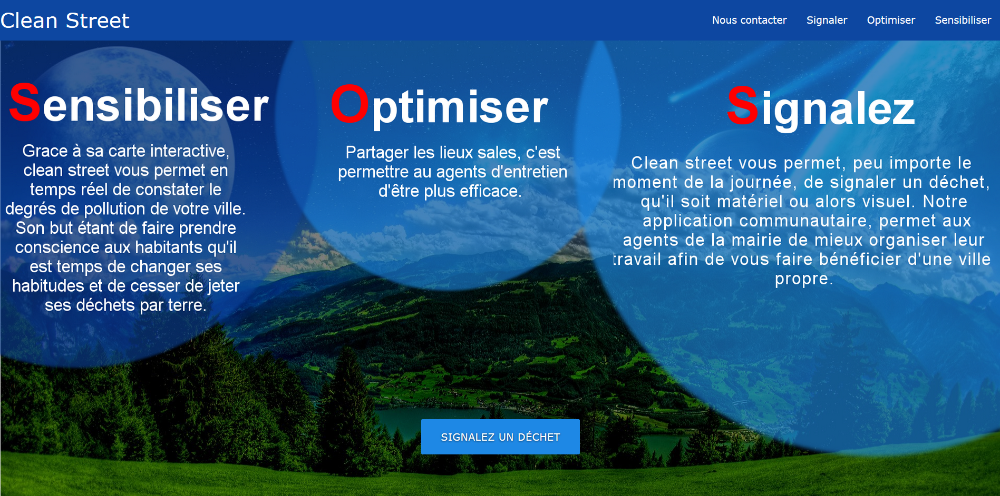 Clean Street
Nous contacter
Signaler
Optimiser
Sensibiliser
Sensibiliser
Grace à sa carte interactive,
clean street vous permet en
temps réel de constater le
degrés de pollution de votre ville.
Son but étant de faire prendre
conscience aux habitants qu'il
est temps de changer ses
habitudes et de cesser de jeter
ses déchets par terre.
Optimiser
Partager les lieux sales, c'est
permettre au agents d'entretien
d'être plus efficace.
Signalez
Clean street vous permet, peu importe le
moment de la journée, de signaler un déchet,
qu'il soit matériel ou alors visuel. Notre
application communautaire, permet aux
agents de la mairie de mieux organiser leur
travail afin de vous faire bénéficier d'une ville
propre.
SIGNALEZ UN DÉCHET